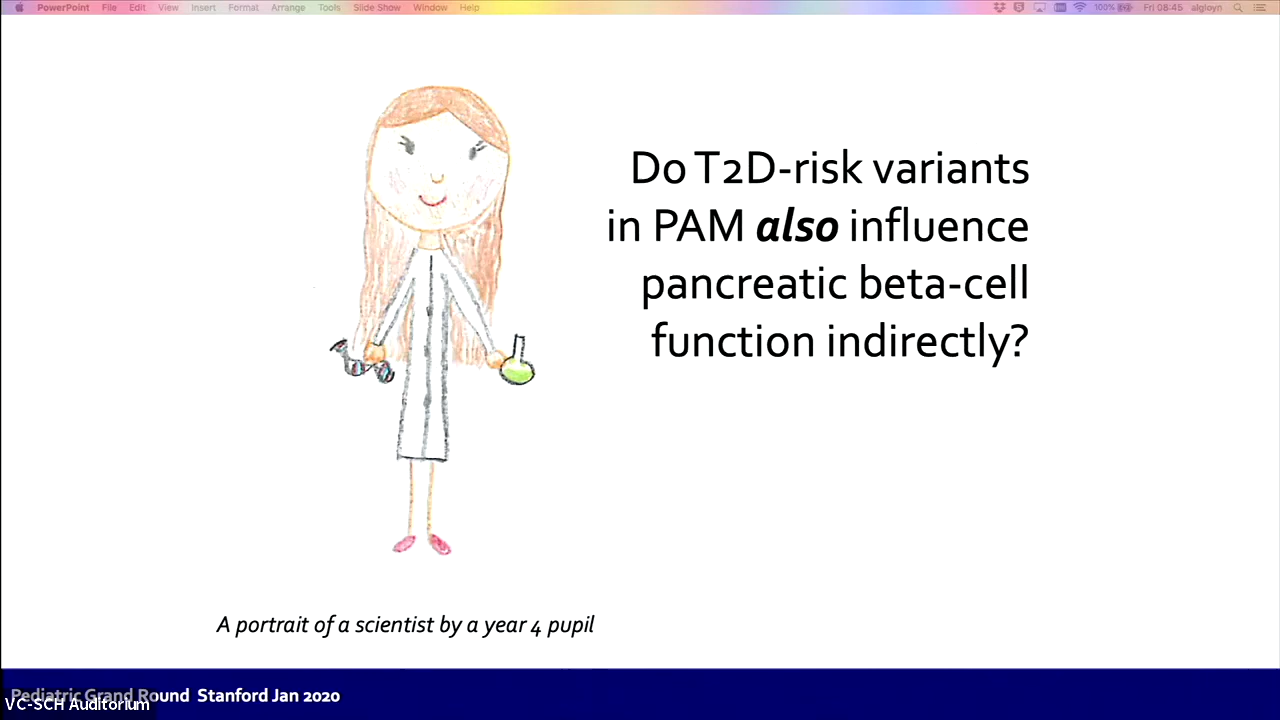 PowerPoint File Edit View Insert Format Arrange Tools Slide Show Window Help 100% Fri 08:45 algloyn
Do T2D-risk variants
in PAM also influence
pancreatic beta-cell
function indirectly?
A portrait of a scientist by a year 4 pupil
Pediatric Grand Round Stanford Jan 2020
VC-SCH Auditorium